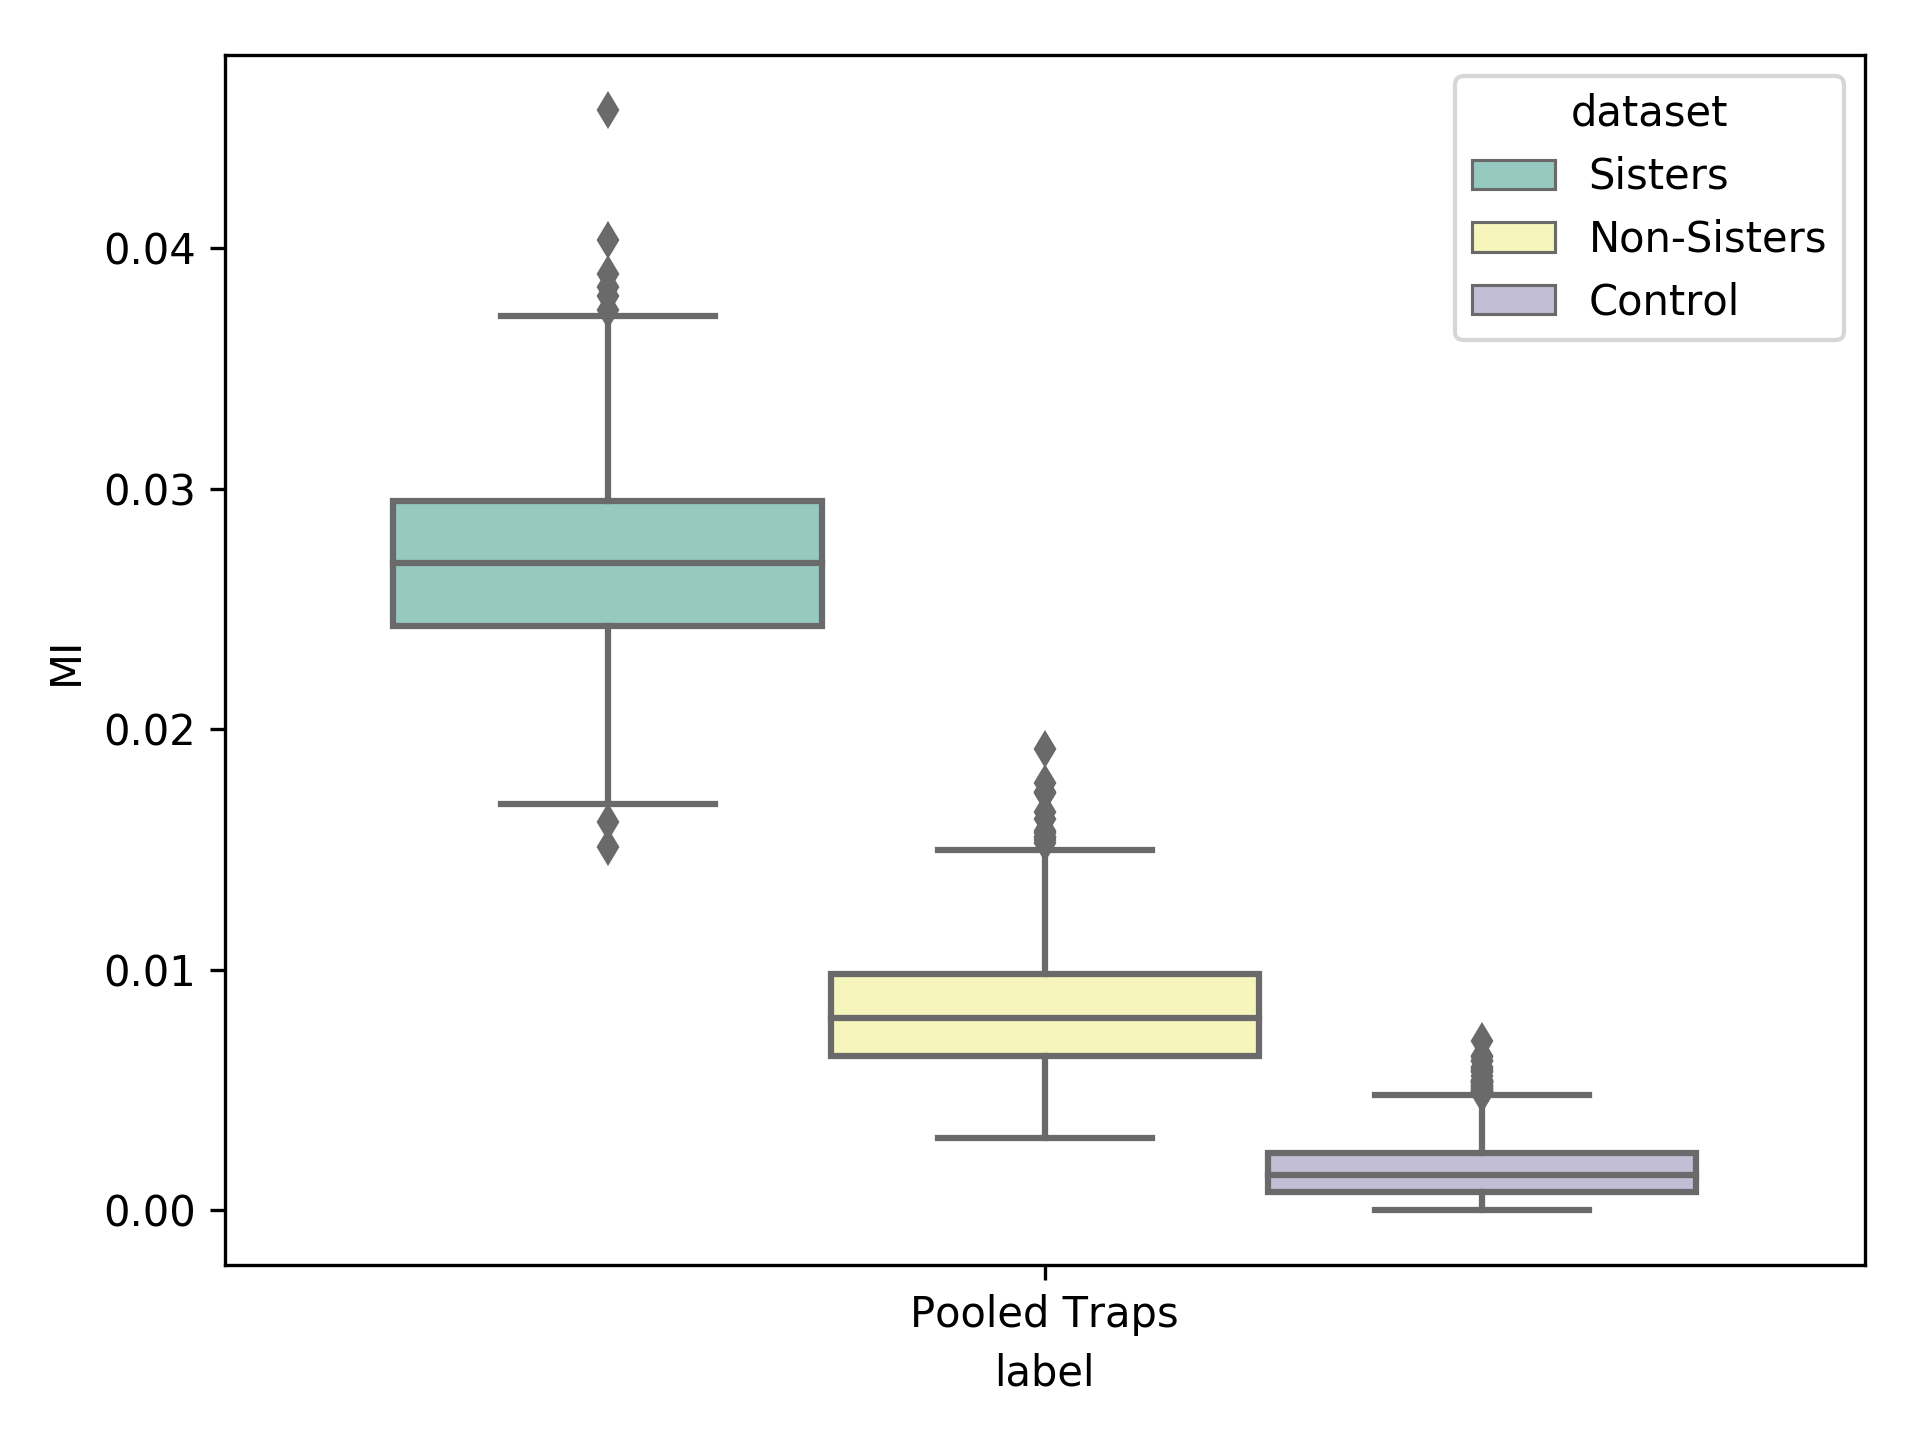 dataset
Sisters
Non-Sisters
Control
0.04
0.03
0.02
0.01
0.00
MI
Pooled Traps
label